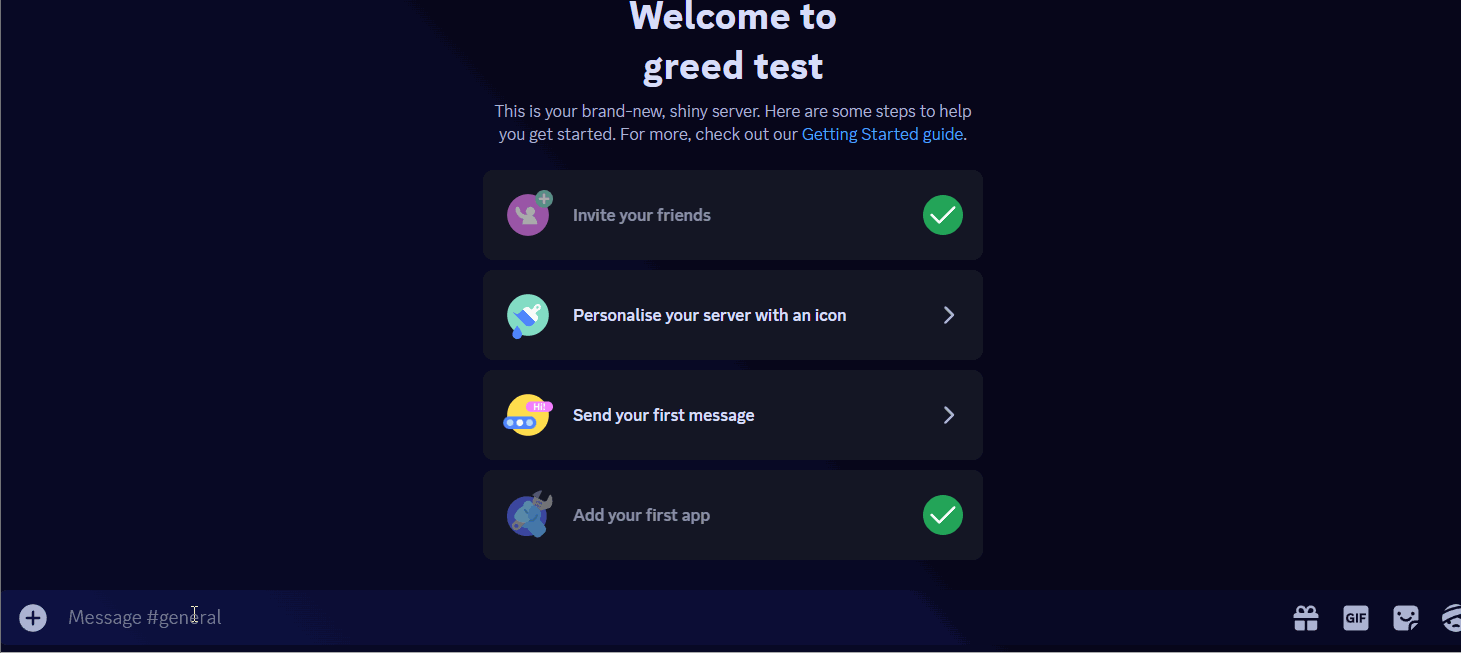 Welcome to
greed test
This is your brand-new, shiny server. Here are some steps to help
you get started. For more, check out our Getting Started guide.
Invite your friends
Personalise your server with an icon
Hi!
Send your first message
Add your first app
Message #general
GIF